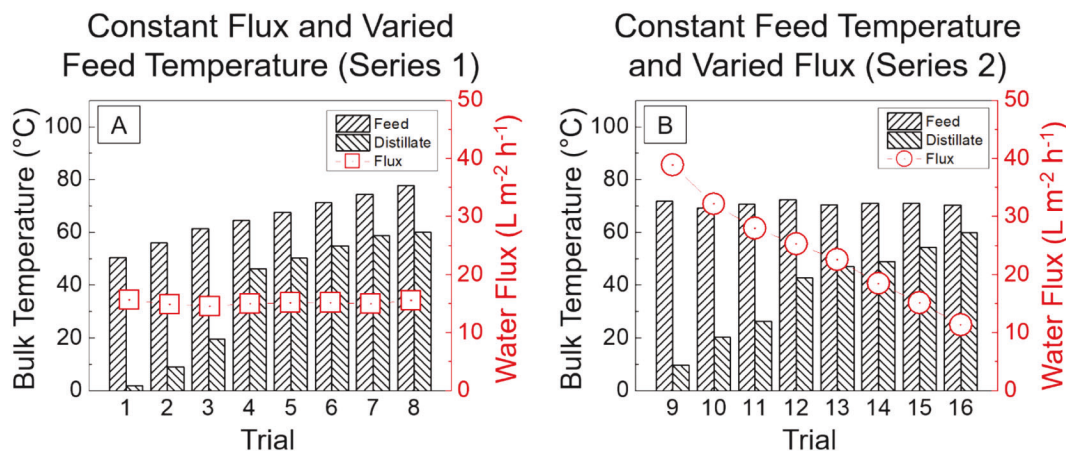 Constant Flux and Varied
Feed Temperature (Series 1)
A
Feed
Distillate
Flux
Bulk Temperature (°C)
100
80
60
40
20
0
Water Flux (L m⁻² h⁻¹)
50
40
30
20
10
0
1 2 3 4 5 6 7 8
Trial
Constant Feed Temperature
and Varied Flux (Series 2)
B
Feed
Distillate
Flux
Bulk Temperature (°C)
100
80
60
40
20
0
Water Flux (L m⁻² h⁻¹)
50
40
30
20
10
0
9 10 11 12 13 14 15 16
Trial